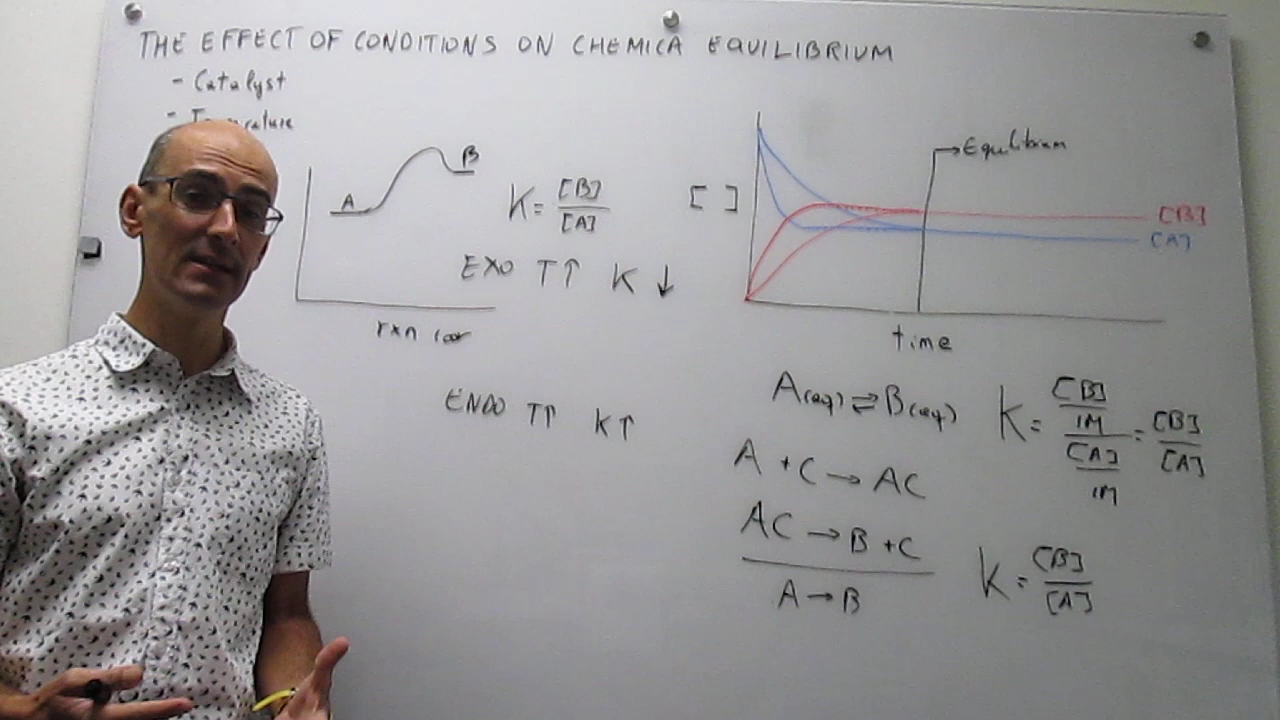 THE EFFECT OF CONDITIONS ON CHEMICA EQUILIBRIUM
- Catalyst
-
A
B
K = [B]
[A]
EXO T↑ K ↓
rxn
ENDO T↑ K↑
[ ]
→Equilibrium
[B]
[A]
time
A(aq) ⇌ B(aq) K = [B]
1M
[A]
1M
= [B]
[A]
A + C → AC
AC → B + C
A → B
K = [B]
[A]